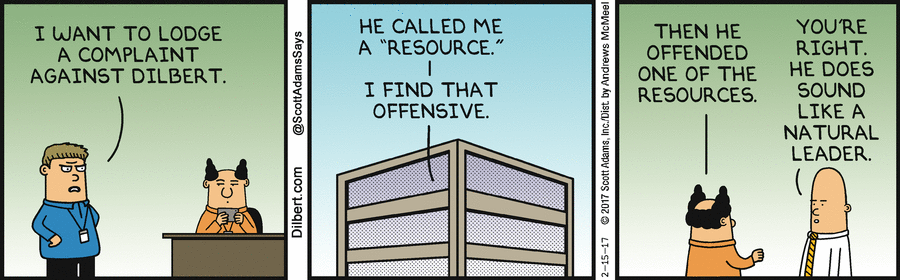 I WANT TO LODGE
A COMPLAINT
AGAINST DILBERT.
Dilbert.com @ScottAdamsSays
HE CALLED ME
A "RESOURCE."
I FIND THAT
OFFENSIVE.
2-15-17 © 2017 Scott Adams, Inc./Dist. by Andrews McMeel
THEN HE
OFFENDED
ONE OF THE
RESOURCES.
YOU'RE
RIGHT.
HE DOES
SOUND
LIKE A
NATURAL
LEADER.